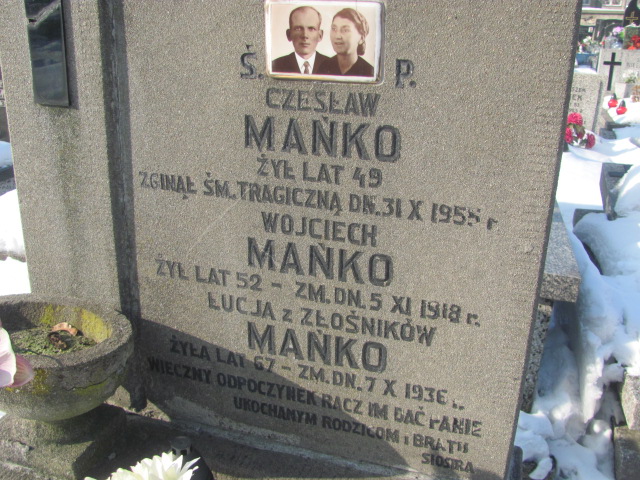 Ś. P.
CZESŁAW
MAŃKO
ŻYŁ LAT 49
ZGINĄŁ ŚM. TRAGICZNĄ DN. 31 X 1955 r.
WOJCIECH
MAŃKO
ŻYŁ LAT 52 - ZM. DN. 5 XI 1918 r.
ŁUCJA z ZŁOŚNIKÓW
MAŃKO
ŻYŁA LAT 67 - ZM. DN. 7 X 1936 r.
WIECZNY ODPOCZYNEK RACZ IM DAĆ PANIE
UKOCHANYM RODZICOM i BRATU
SIOSTRA